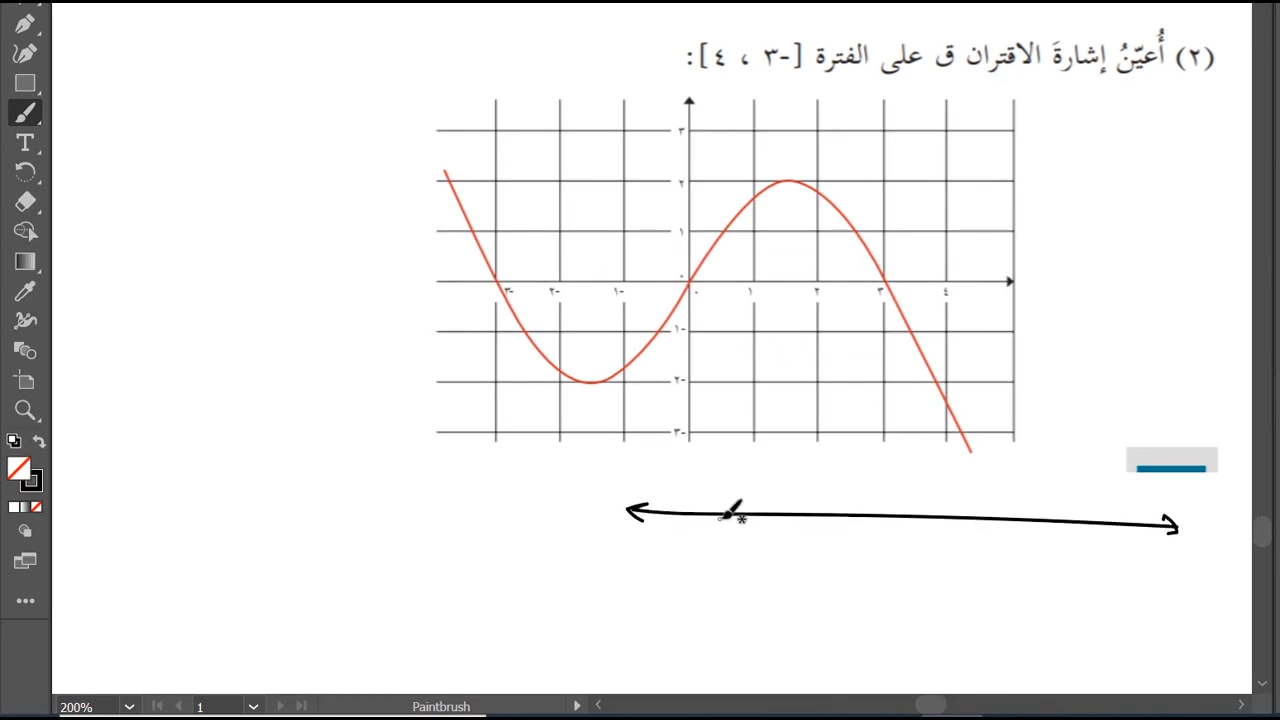 (٢) أُعيّنُ إشارةَ الاقتران ق على الفترة [-٣ ، ٤]:
٣
٢
١
٠
-٣ -٢ -١ ٠ ١ ٢ ٣ ٤
-١
-٢
-٣
200% 1 Paintbrush